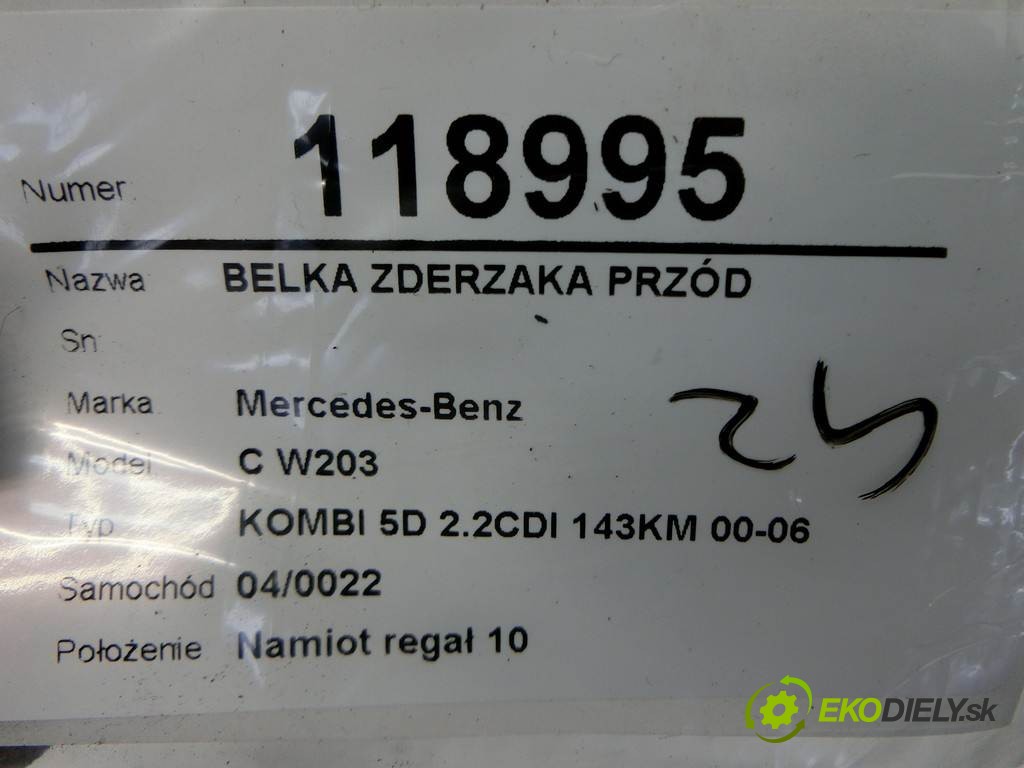 Numer 118995
Nazwa BELKA ZDERZAKA PRZÓD
Sn
Marka Mercedes-Benz
Model C W203
Typ KOMBI 5D 2.2CDI 143KM 00-06
Samochód 04/0022
Położenie Namiot regał 10
EKODIELY.sk